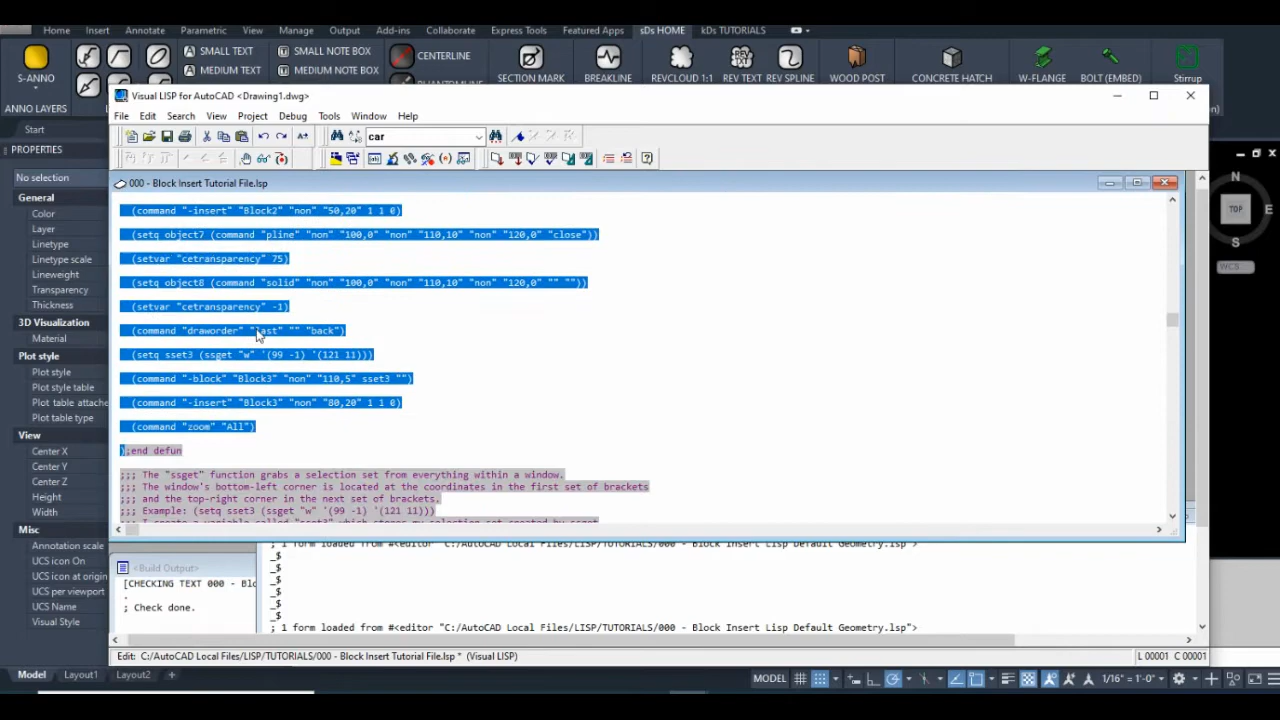 Home Insert Annotate Parametric View Manage Output Add-ins Collaborate Express Tools Featured Apps sDs HOME kDs TUTORIALS
S-ANNO
ANNO LAYERS
SMALL TEXT
MEDIUM TEXT
SMALL NOTE BOX
MEDIUM NOTE BOX
CENTERLINE
SECTION MARK
BREAKLINE
REVCLOUD 1:1
REV TEXT
REV SPLINE
WOOD POST
CONCRETE HATCH
W-FLANGE
BOLT (EMBED)
Stirrup
Start
PROPERTIES
No selection
General
Color
Layer
Linetype
Linetype scale
Lineweight
Transparency
Thickness
3D Visualization
Material
Plot style
Plot style
Plot style table
Plot table attache
Plot table type
View
Center X
Center Y
Center Z
Height
Width
Misc
Annotation scale
UCS icon On
UCS icon at origin
UCS per viewport
UCS Name
Visual Style
Visual LISP for AutoCAD <Drawing1.dwg>
File Edit Search View Project Debug Tools Window Help
car
000 - Block Insert Tutorial File.lsp
(command "-insert" "Block2" "non" "50,20" 1 1 0)
(setq object7 (command "pline" "non" "100,0" "non" "110,10" "non" "120,0" "close"))
(setvar "cetransparency" 75)
(setq object8 (command "solid" "non" "100,0" "non" "110,10" "non" "120,0" "" ""))
(setvar "cetransparency" -1)
(command "draworder" "last" "" "back")
(setq sset3 (ssget "w" '(99 -1) '(121 11)))
(command "-block" "Block3" "non" "110,5" sset3 "")
(command "-insert" "Block3" "non" "80,20" 1 1 0)
(command "zoom" "All")
);end defun
;;; The "ssget" function grabs a selection set from everything within a window.
;;; The window's bottom-left corner is located at the coordinates in the first set of brackets
;;; and the top-right corner in the next set of brackets.
;;; Example: (setq sset3 (ssget "w" '(99 -1) '(121 11)))
;;; I create a variable called "sset3" which stores my selection set created by ssget
<Build Output>
[CHECKING TEXT 000 - Blo
.
; Check done.
; 1 form loaded from #<editor "C:/AutoCAD Local Files/LISP/TUTORIALS/000 - Block Insert Lisp Default Geometry.lsp">
_$
_$
_$
_$
_$
_$
; 1 form loaded from #<editor "C:/AutoCAD Local Files/LISP/TUTORIALS/000 - Block Insert Lisp Default Geometry.lsp">
Edit: C:/AutoCAD Local Files/LISP/TUTORIALS/000 - Block Insert Tutorial File.lsp * (Visual LISP)
L 00001 C 00001
N
TOP
E
S
WCS
Model Layout1 Layout2 +
MODEL
1/16" = 1'-0"